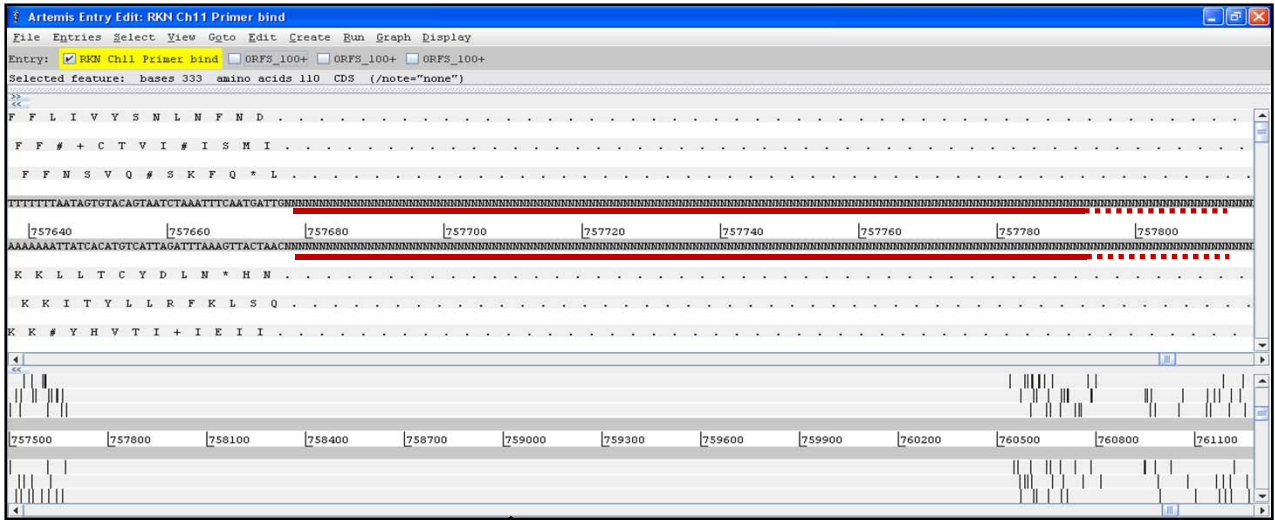 Artemis Entry Edit: RKN Ch11 Primer bind
File Entries Select View Goto Edit Create Run Graph Display
Entry: RKN Ch11 Primer bind ORFS_100+ ORFS_100+ ORFS_100+
Selected feature: bases 333 amino acids 110 CDS (/note="none")
>>
<<
F F L I V Y S N L N F N D . . . . . . . . . . . . . . . . . . . . . . . . . . . . . . . . . . . . . . . . . . . . . . .
F F # + C T V I # I S M I . . . . . . . . . . . . . . . . . . . . . . . . . . . . . . . . . . . . . . . . . . . . . . .
F F N S V Q # S K F Q * L . . . . . . . . . . . . . . . . . . . . . . . . . . . . . . . . . . . . . . . . . . . . . .
TTTTTTTAATAGTGTACAGTAATCTAAATTTCAATGATTGNNNNNNNNNNNNNNNNNNNNNNNNNNNNNNNNNNNNNNNNNNNNNNNNNNNNNNNNNNNNNNNNNNNNNNNNNNNNNNNNNNNNNNNNNNNNNNNNNNNNNNNNNNNNNNNNNNNNNNNNNNNNNNNNNNNNNNNNNNN
757640 757660 757680 757700 757720 757740 757760 757780 757800
AAAAAAATTATCACATGTCATTAGATTTAAAGTTACTAACNNNNNNNNNNNNNNNNNNNNNNNNNNNNNNNNNNNNNNNNNNNNNNNNNNNNNNNNNNNNNNNNNNNNNNNNNNNNNNNNNNNNNNNNNNNNNNNNNNNNNNNNNNNNNNNNNNNNNNNNNNNNNNNNNNNNNNNNNNN
K K L L T C Y D L N * H N . . . . . . . . . . . . . . . . . . . . . . . . . . . . . . . . . . . . . . . . . . . . . . .
K K I T Y L L R F K L S Q . . . . . . . . . . . . . . . . . . . . . . . . . . . . . . . . . . . . . . . . . . . . . .
K K # Y H V T I + I E I I . . . . . . . . . . . . . . . . . . . . . . . . . . . . . . . . . . . . . . . . . . . . . . .
<<
757500 757800 758100 758400 758700 759000 759300 759600 759900 760200 760500 760800 761100